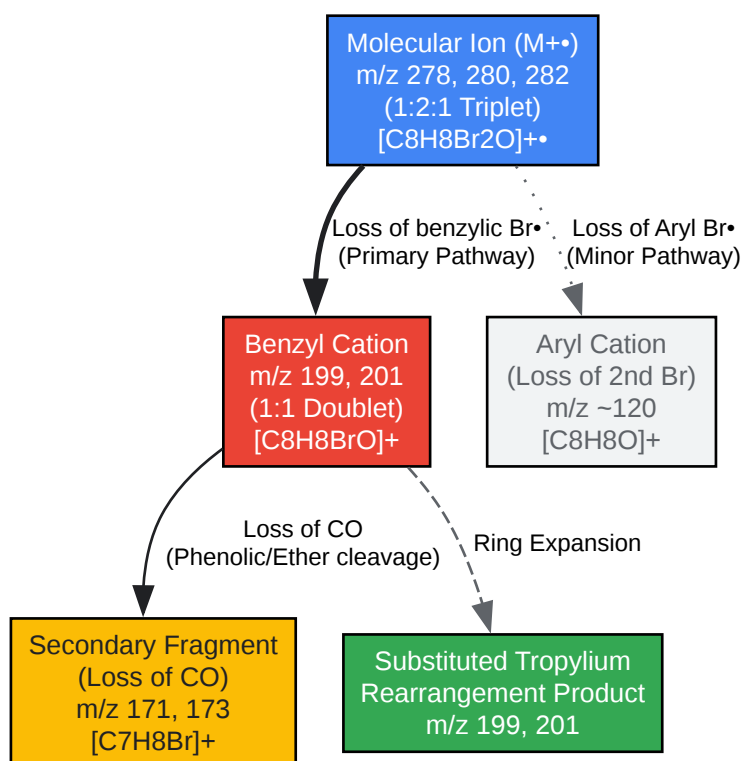 Molecular Ion (M+•)
m/z 278, 280, 282
(1:2:1 Triplet)
[C8H8Br2O]+•
Loss of benzylic Br•
(Primary Pathway)
Loss of Aryl Br•
(Minor Pathway)
Benzyl Cation
m/z 199, 201
(1:1 Doublet)
[C8H8BrO]+
Aryl Cation
(Loss of 2nd Br)
m/z ~120
[C8H8O]+
Loss of CO
(Phenolic/Ether cleavage)
Ring Expansion
Secondary Fragment
(Loss of CO)
m/z 171, 173
[C7H8Br]+
Substituted Tropylium
Rearrangement Product
m/z 199, 201